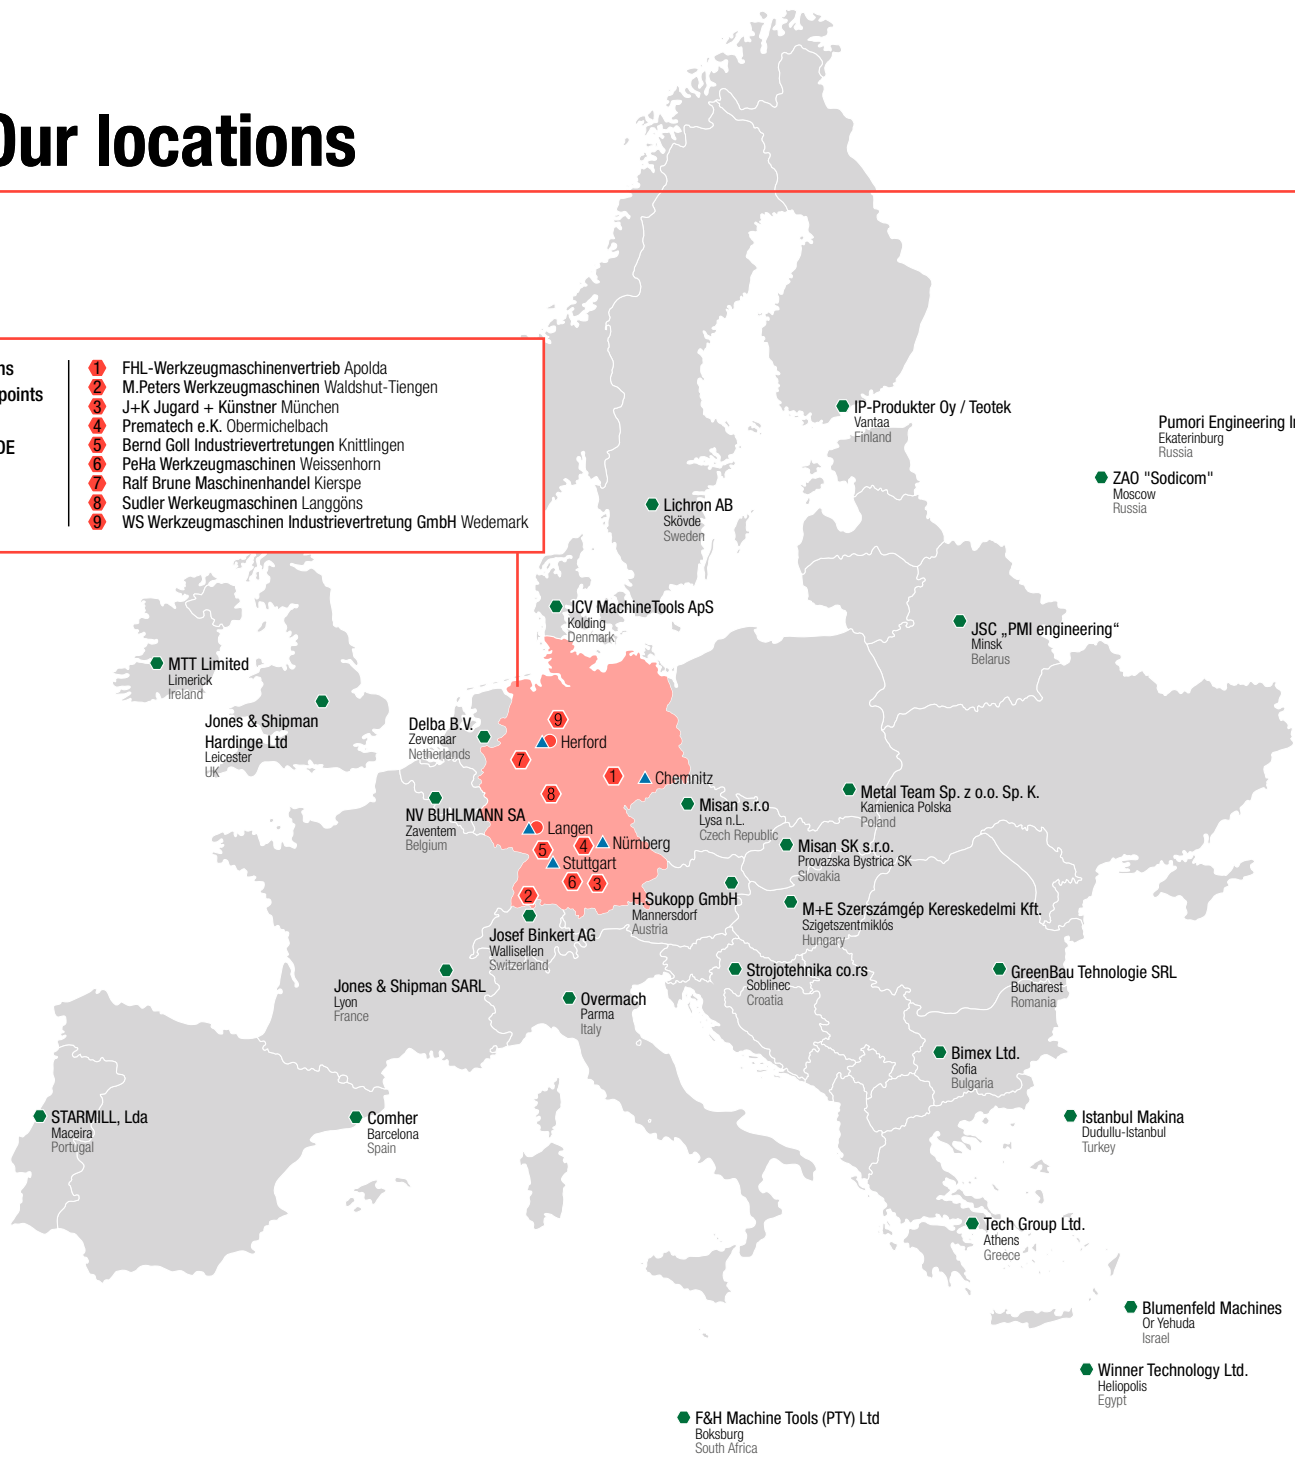 Our locations
ns
points
DE
1 FHL-Werkzeugmaschinenvertrieb Apolda
2 M.Peters Werkzeugmaschinen Waldshut-Tiengen
3 J+K Jugard + Künstner München
4 Prematech e.K. Obermichelbach
5 Bernd Goll Industrievertretungen Knittlingen
6 PeHa Werkzeugmaschinen Weissenhorn
7 Ralf Brune Maschinenhandel Kierspe
8 Sudler Werkeugmaschinen Langgöns
9 WS Werkzeugmaschinen Industrievertretung GmbH Wedemark
IP-Produkter Oy / Teotek
Vantaa
Finland
Pumori Engineering In
Ekaterinburg
Russia
ZAO "Sodicom"
Moscow
Russia
Lichron AB
Skövde
Sweden
JCV MachineTools ApS
Kolding
Denmark
JSC „PMI engineering“
Minsk
Belarus
MTT Limited
Limerick
Ireland
Jones & Shipman
Hardinge Ltd
Leicester
UK
Delba B.V.
Zevenaar
Netherlands
9
Herford
7
1
Chemnitz
8
Langen
4
Nürnberg
5
Stuttgart
6
3
2
NV BUHLMANN SA
Zaventem
Belgium
Misan s.r.o
Lysa n.L.
Czech Republic
Metal Team Sp. z o.o. Sp. K.
Kamienica Polska
Poland
Misan SK s.r.o.
Provazska Bystrica SK
Slovakia
H.Sukopp GmbH
Mannersdorf
Austria
M+E Szerszámgép Kereskedelmi Kft.
Szigetszentmiklós
Hungary
Josef Binkert AG
Wallisellen
Switzerland
Jones & Shipman SARL
Lyon
France
Overmach
Parma
Italy
Strojotehnika co.rs
Soblinec
Croatia
GreenBau Tehnologie SRL
Bucharest
Romania
Bimex Ltd.
Sofia
Bulgaria
STARMILL, Lda
Maceira
Portugal
Comher
Barcelona
Spain
Istanbul Makina
Dudullu-Istanbul
Turkey
Tech Group Ltd.
Athens
Greece
Blumenfeld Machines
Or Yehuda
Israel
Winner Technology Ltd.
Heliopolis
Egypt
F&H Machine Tools (PTY) Ltd
Boksburg
South Africa